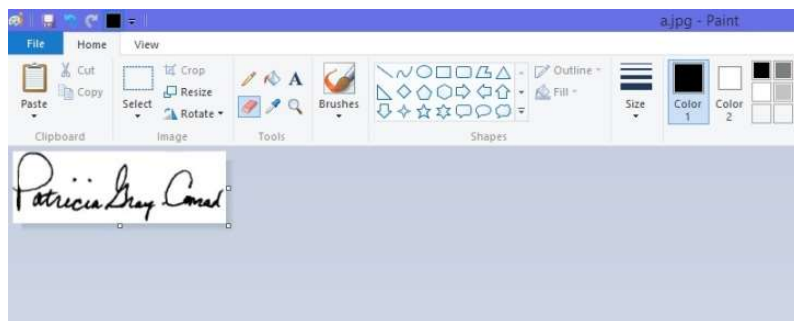 a.jpg - Paint
File Home View
Paste Cut Copy Select Crop Resize Rotate A Brushes Outline Fill Size Color 1 Color 2
Clipboard Image Tools Shapes
Patricia Gray Conrad